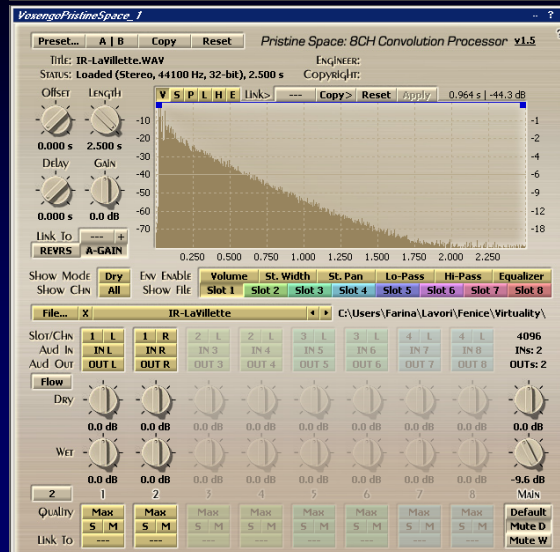 VoxengoPristineSpace_1
?
Preset... A | B Copy Reset Pristine Space: 8CH Convolution Processor v1.5
Title: IR-LaVillette.WAV Engineer:
Status: Loaded (Stereo, 44100 Hz, 32-bit), 2.500 s Copyright:
Offset Length V S P L H E Link> --- Copy> Reset Apply 0.964 s | -44.3 dB
-10 -1
-20 -3
0.000 s 2.500 s -30 -4
Delay Gain -40 -6
-50 -9
-60 -12
0.000 s 0.0 dB -70 -18
Link To --- +
REVRS A-GAIN 0.250 0.500 0.750 1.000 1.250 1.500 1.750 2.000 2.250
Show Mode Dry Env Enable Volume St. Width St. Pan Lo-Pass Hi-Pass Equalizer
Show Chn All Show File Slot 1 Slot 2 Slot 3 Slot 4 Slot 5 Slot 6 Slot 7 Slot 8
File... X IR-LaVillette C:\Users\Farina\Lavori\Fenice\Virtuality\
Slot/Chn 1 L 1 R 2 L 2 R 3 L 3 R 4 L 4 R 4096
Aud In IN L IN R IN 3 IN 4 IN 5 IN 6 IN 7 IN 8 INs: 2
Aud Out OUT L OUT R OUT 3 OUT 4 OUT 5 OUT 6 OUT 7 OUT 8 OUTs: 2
Flow
Dry
0.0 dB 0.0 dB 0.0 dB 0.0 dB 0.0 dB 0.0 dB 0.0 dB 0.0 dB 0.0 dB
Wet
0.0 dB 0.0 dB 0.0 dB 0.0 dB 0.0 dB 0.0 dB 0.0 dB 0.0 dB -9.6 dB
2 1 2 3 4 5 6 7 8 Main
Quality Max Max Max Max Max Max Max Max Default
S M S M S M S M S M S M S M S M Mute D
Link To --- --- --- --- --- --- --- --- Mute W